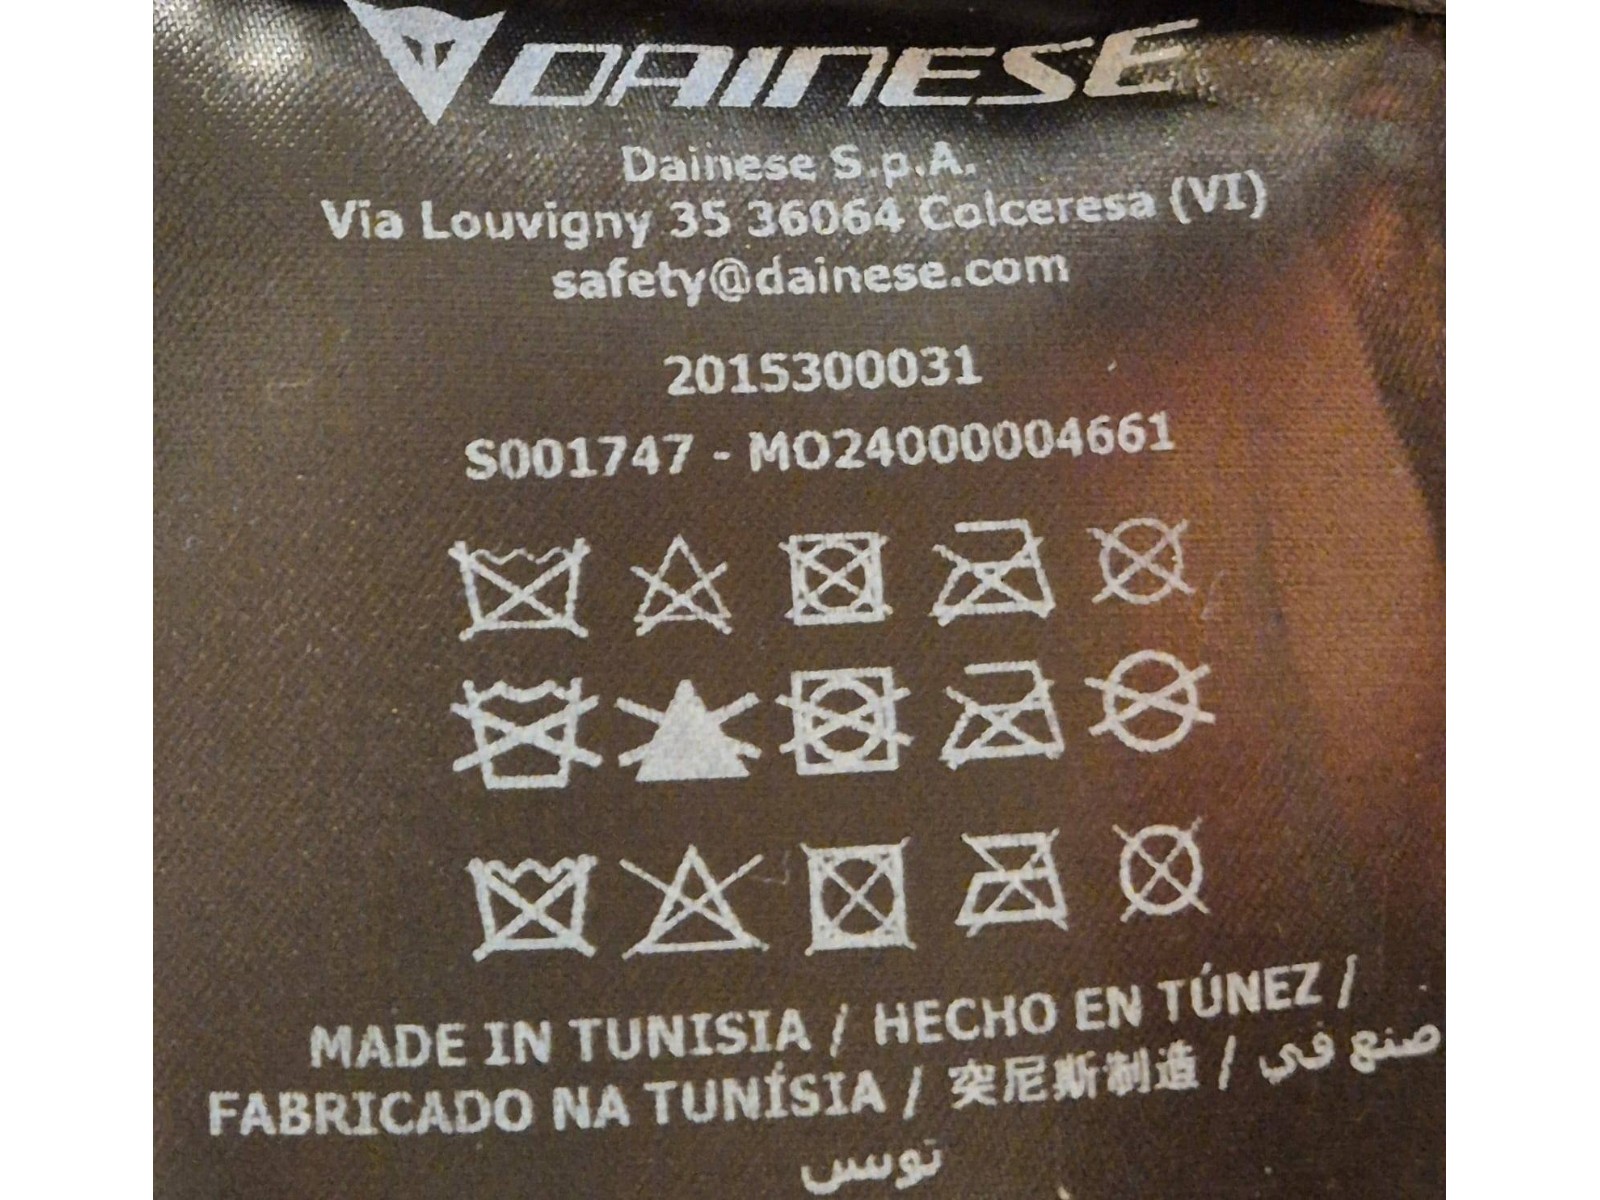 DAINESE
Dainese S.p.A.
Via Louvigny 35 36064 Colceresa (VI)
safety@dainese.com
2015300031
S001747 - MO24000004661
MADE IN TUNISIA / HECHO EN TÚNEZ /
FABRICADO NA TUNÍSIA / 突尼斯制造 / صنع في
تونس